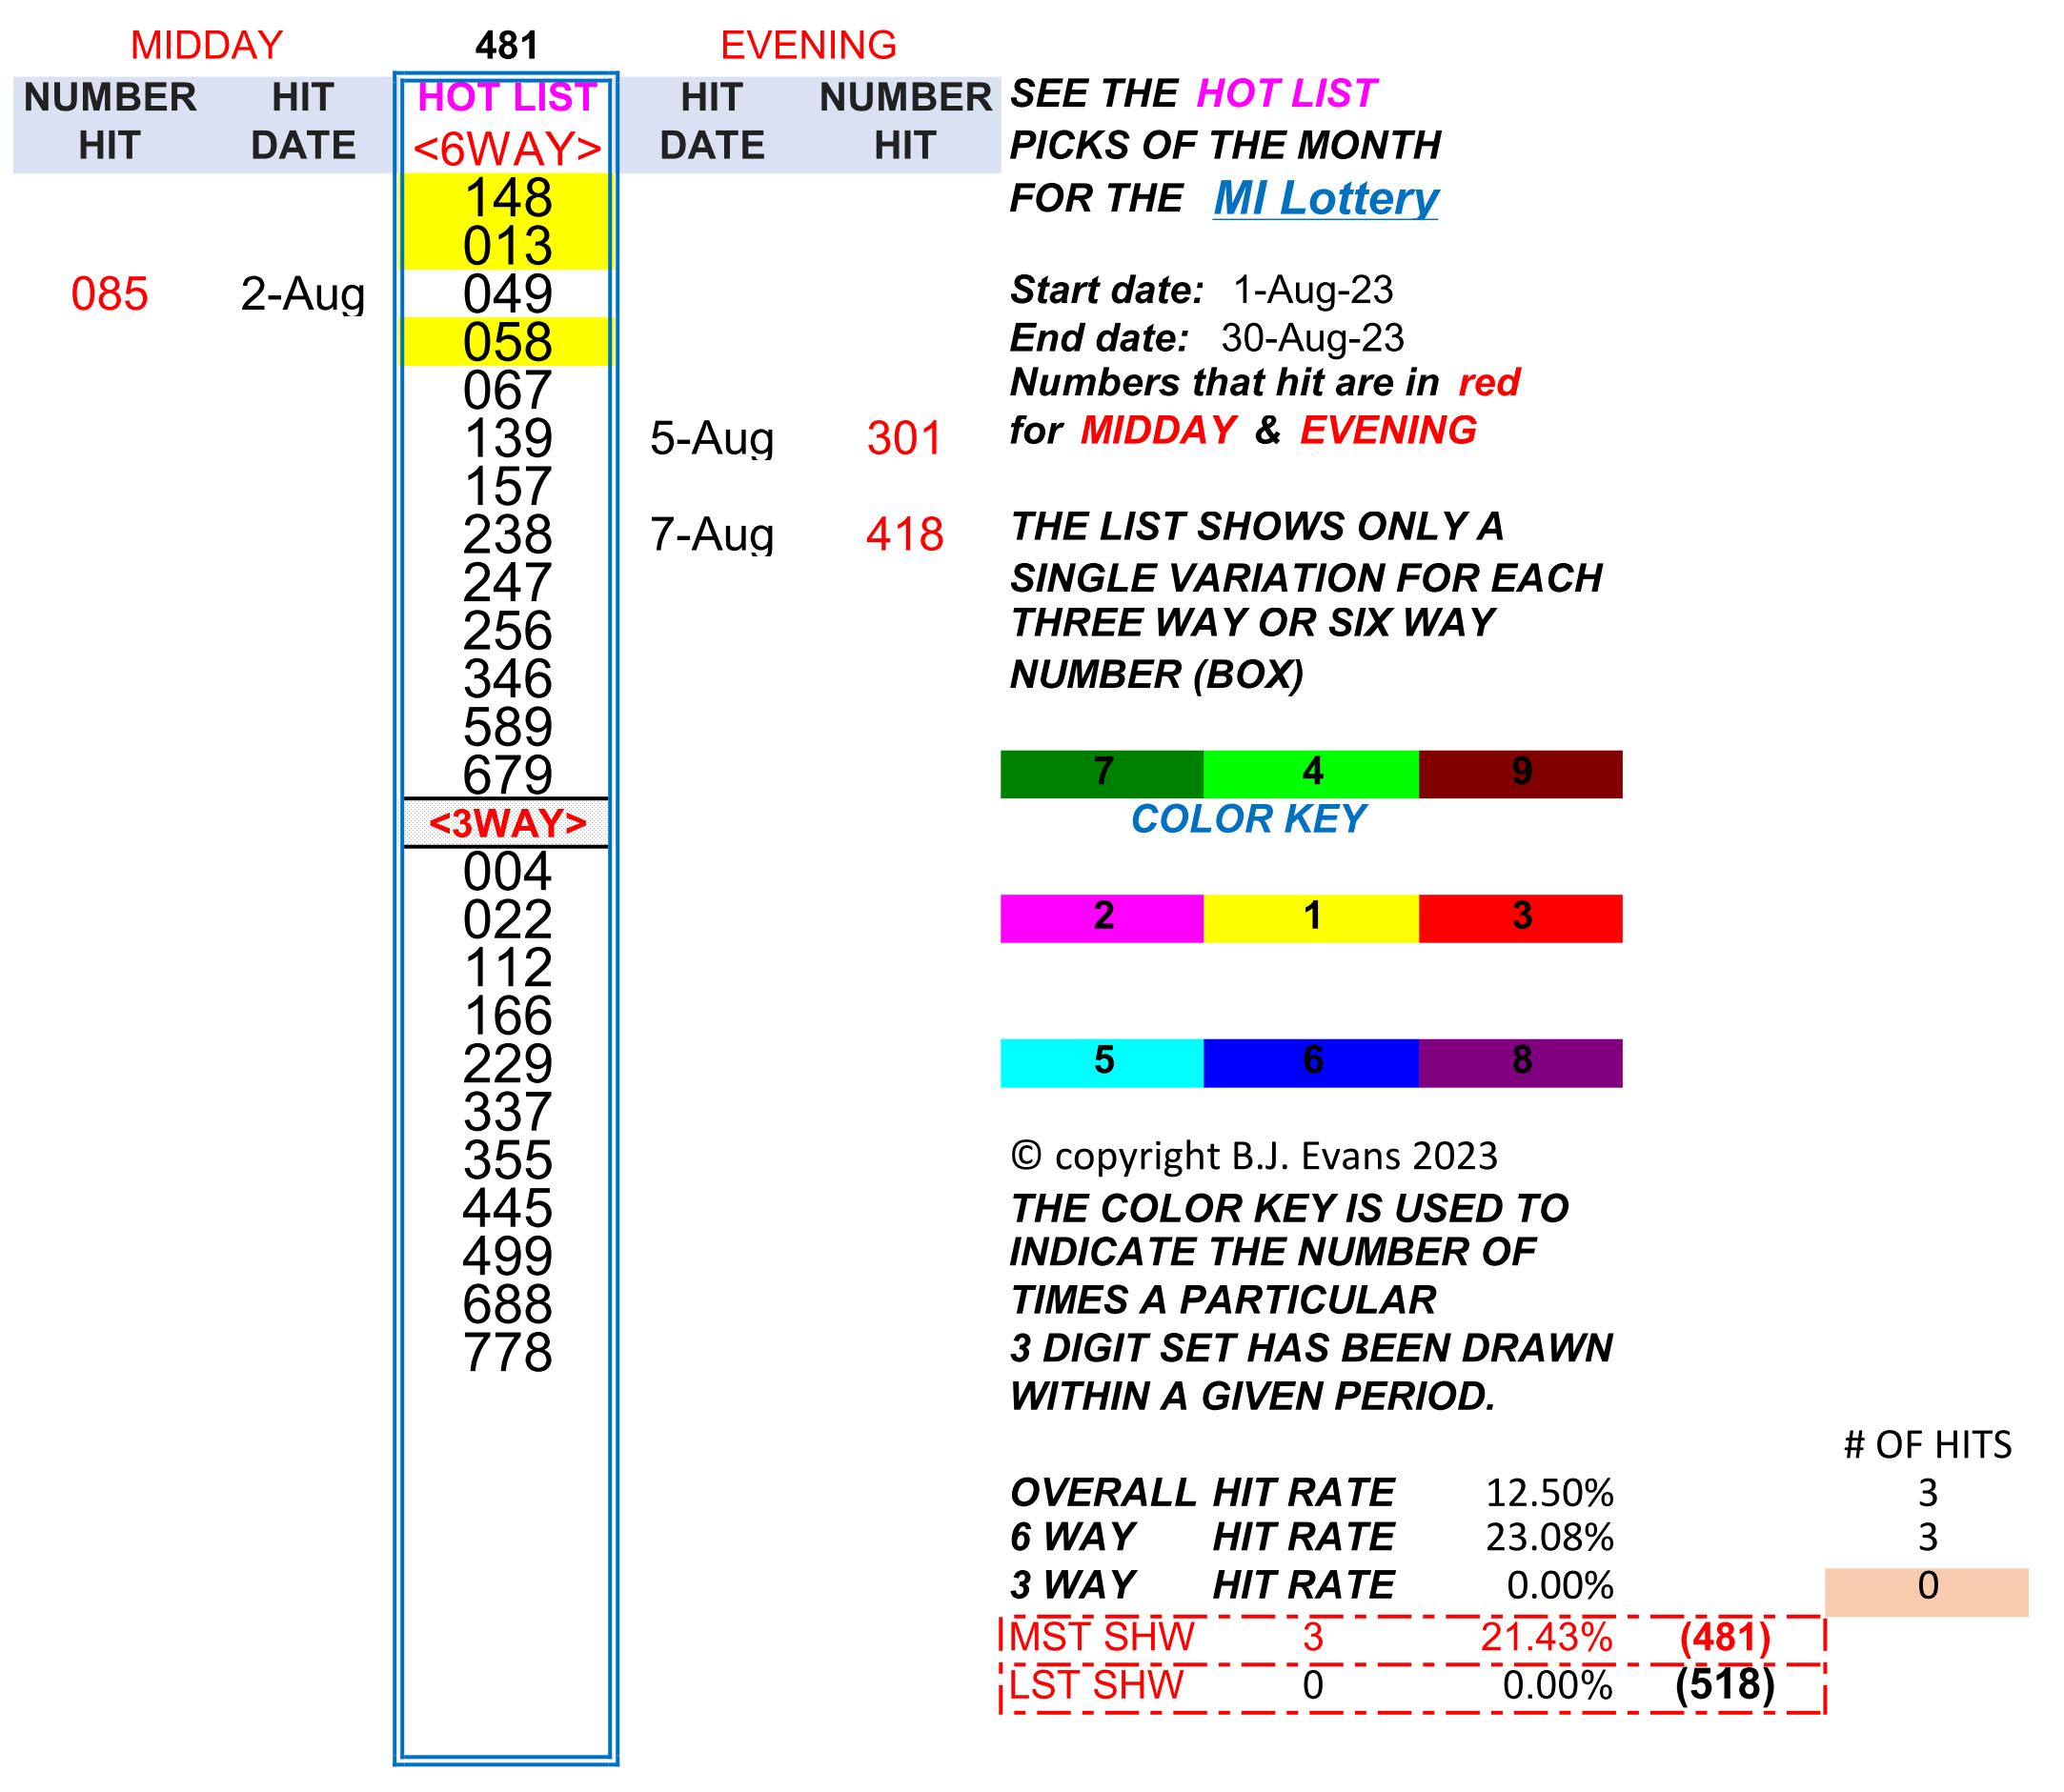 MIDDAY 481 EVENING
NUMBER HIT HOT LIST HIT NUMBER
HIT DATE <6WAY> DATE HIT
148
013
085 2-Aug 049
058
067
139 5-Aug 301
157
238 7-Aug 418
247
256
346
589
679
<3WAY>
004
022
112
166
229
337
355
445
499
688
778
SEE THE HOT LIST
PICKS OF THE MONTH
FOR THE MI Lottery
Start date: 1-Aug-23
End date: 30-Aug-23
Numbers that hit are in red
for MIDDAY & EVENING
THE LIST SHOWS ONLY A
SINGLE VARIATION FOR EACH
THREE WAY OR SIX WAY
NUMBER (BOX)
7 4 9
COLOR KEY
2 1 3
5 6 8
© copyright B.J. Evans 2023
THE COLOR KEY IS USED TO
INDICATE THE NUMBER OF
TIMES A PARTICULAR
3 DIGIT SET HAS BEEN DRAWN
WITHIN A GIVEN PERIOD.
# OF HITS
OVERALL HIT RATE 12.50% 3
6 WAY HIT RATE 23.08% 3
3 WAY HIT RATE 0.00% 0
MST SHW 3 21.43% (481)
LST SHW 0 0.00% (518)